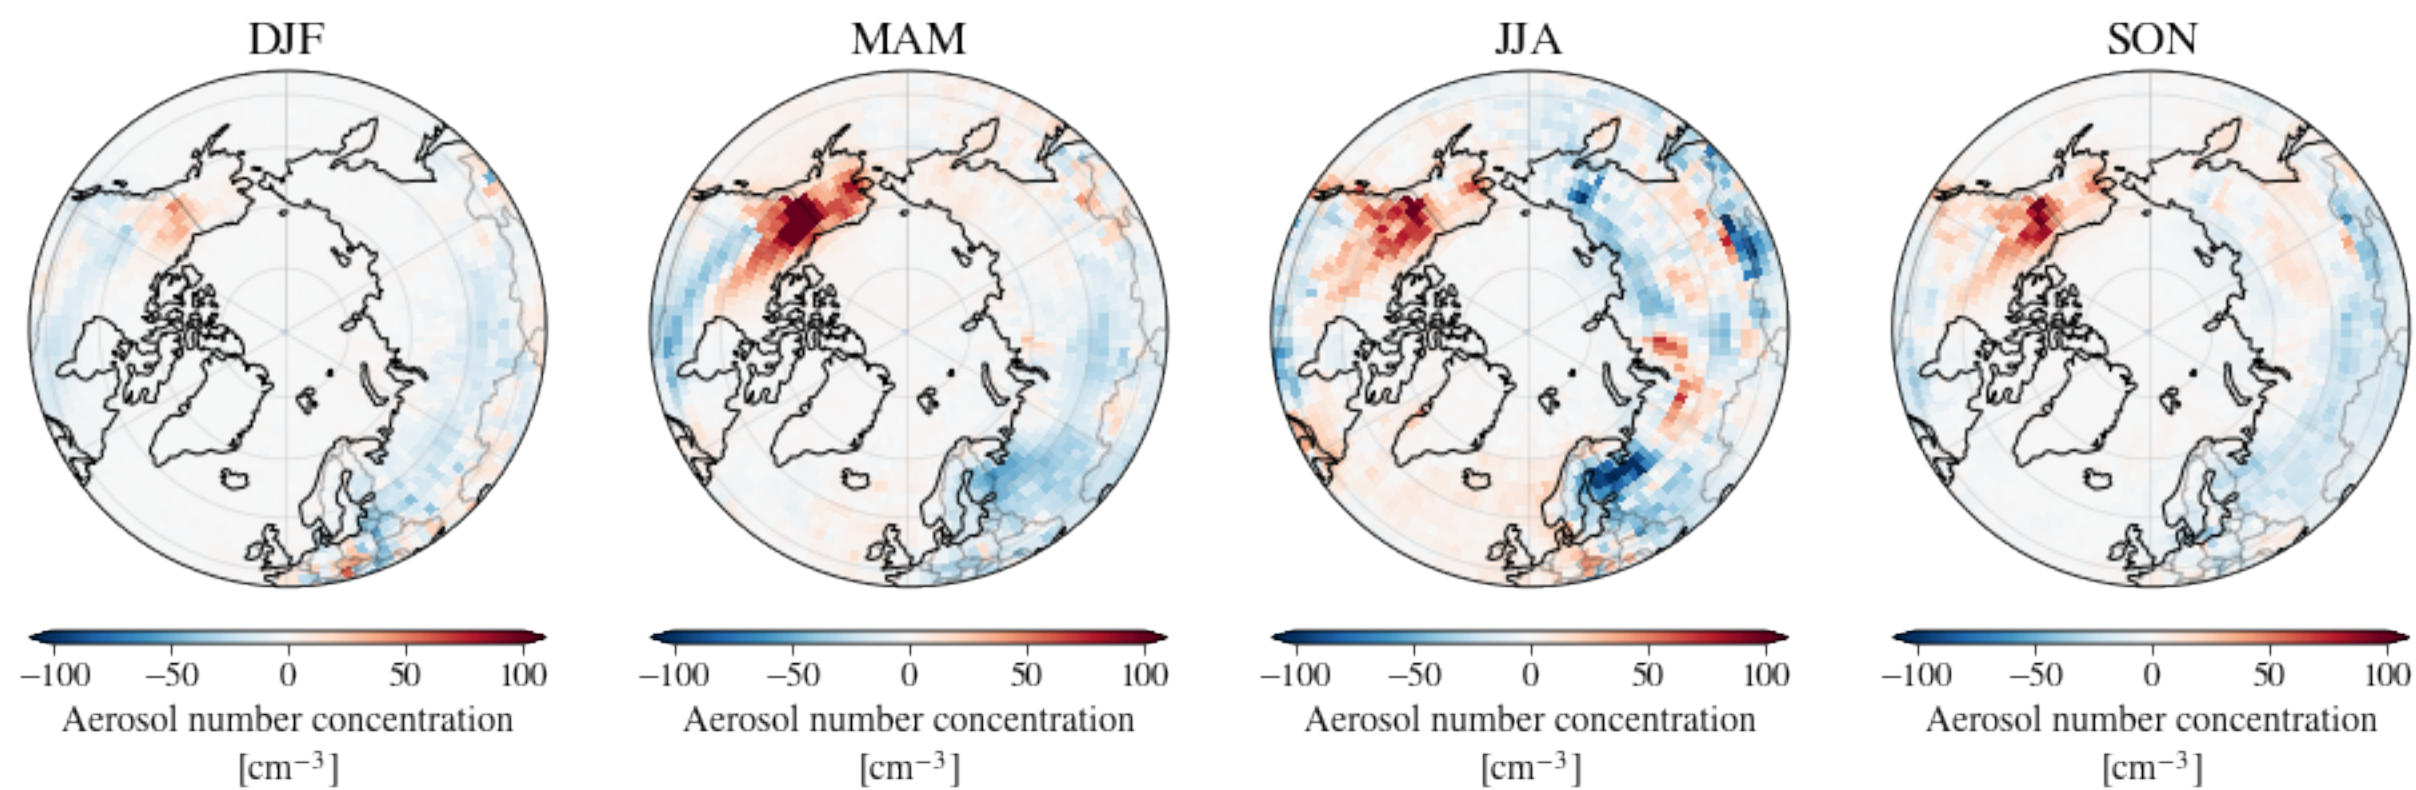 DJF MAM JJA SON
−100 −50 0 50 100 −100 −50 0 50 100 −100 −50 0 50 100 −100 −50 0 50 100
Aerosol number concentration Aerosol number concentration Aerosol number concentration Aerosol number concentration
[cm⁻³] [cm⁻³] [cm⁻³] [cm⁻³]